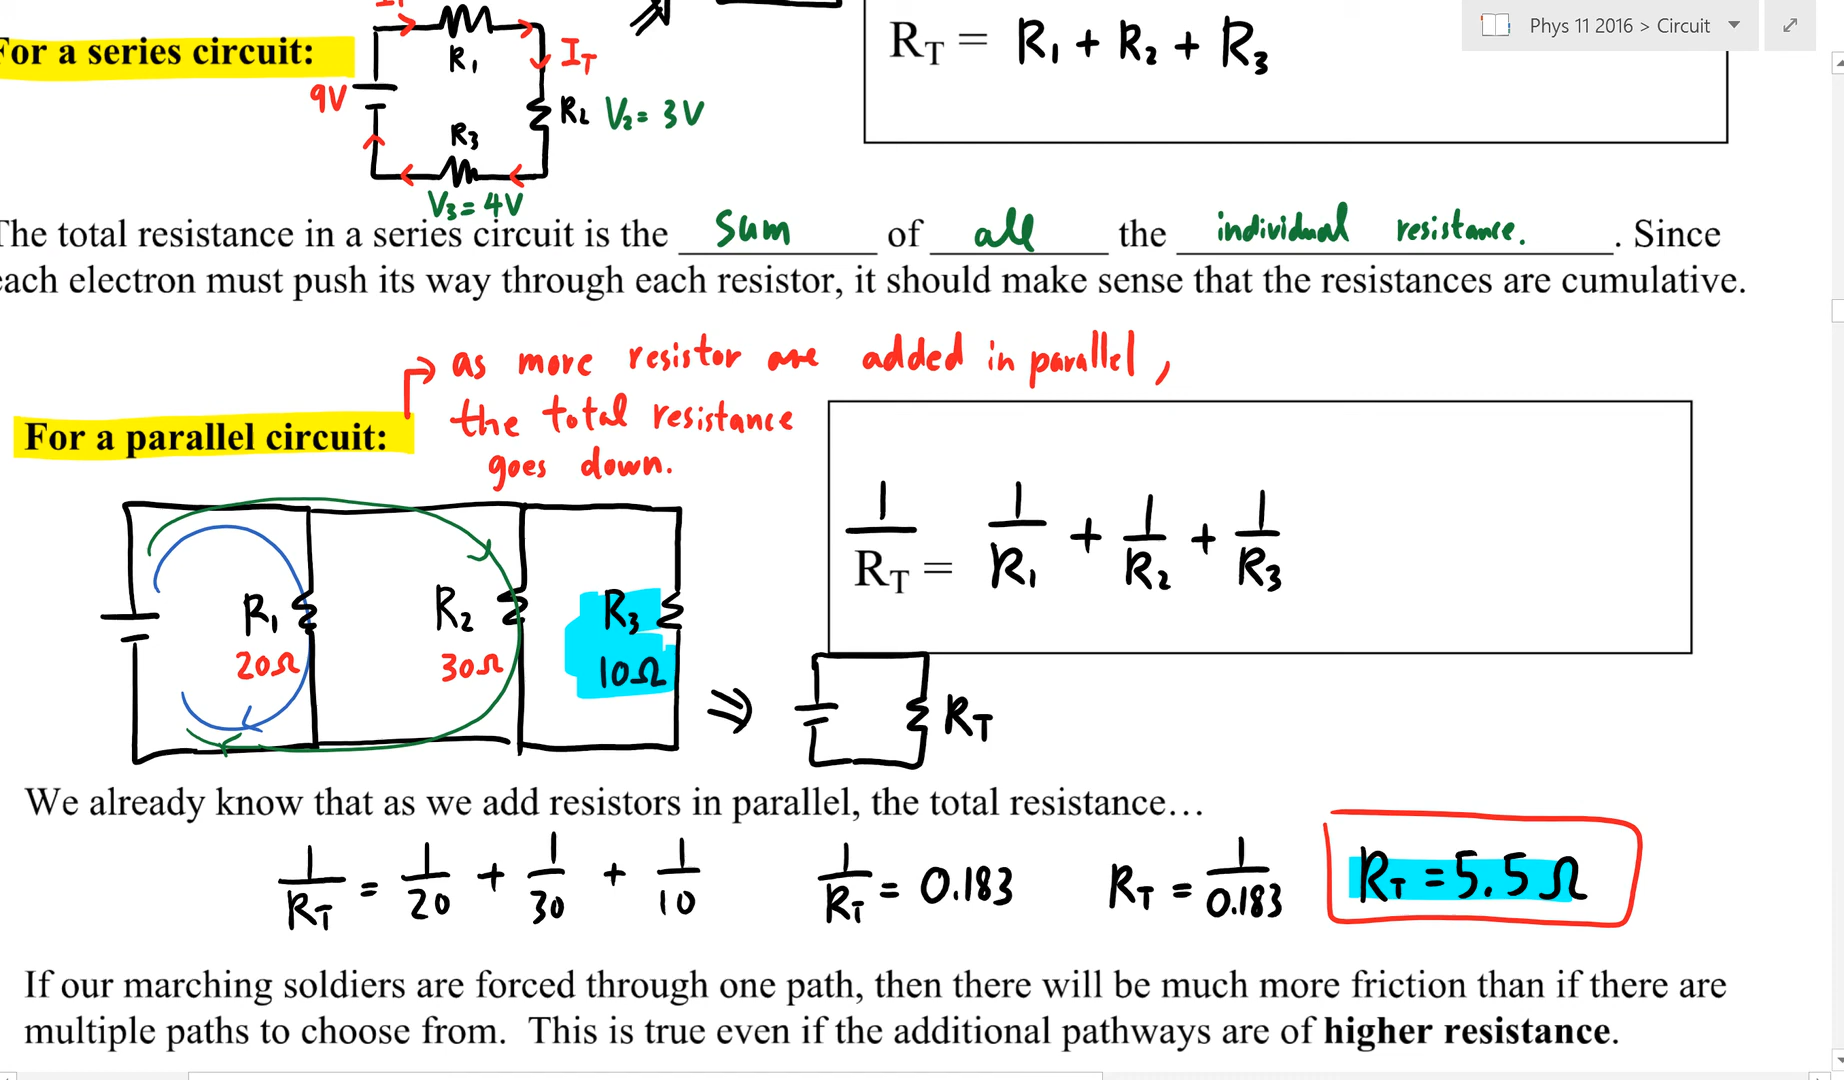 Phys 11 2016 > Circuit
For a series circuit:
R₁
I_T
9V
R₂ V₂= 3V
R₃
V₃= 4V
R_T = R₁ + R₂ + R₃
The total resistance in a series circuit is the sum of all the individual resistance. . Since
each electron must push its way through each resistor, it should make sense that the resistances are cumulative.
as more resistor are added in parallel,
the total resistance
goes down.
For a parallel circuit:
1/R_T = 1/R₁ + 1/R₂ + 1/R₃
R₁ R₂ R₃
20Ω 30Ω 10Ω
⇒ R_T
We already know that as we add resistors in parallel, the total resistance…
1/R_T = 1/20 + 1/30 + 1/10 1/R_T = 0.183 R_T = 1/0.183 R_T = 5.5Ω
If our marching soldiers are forced through one path, then there will be much more friction than if there are
multiple paths to choose from. This is true even if the additional pathways are of higher resistance.